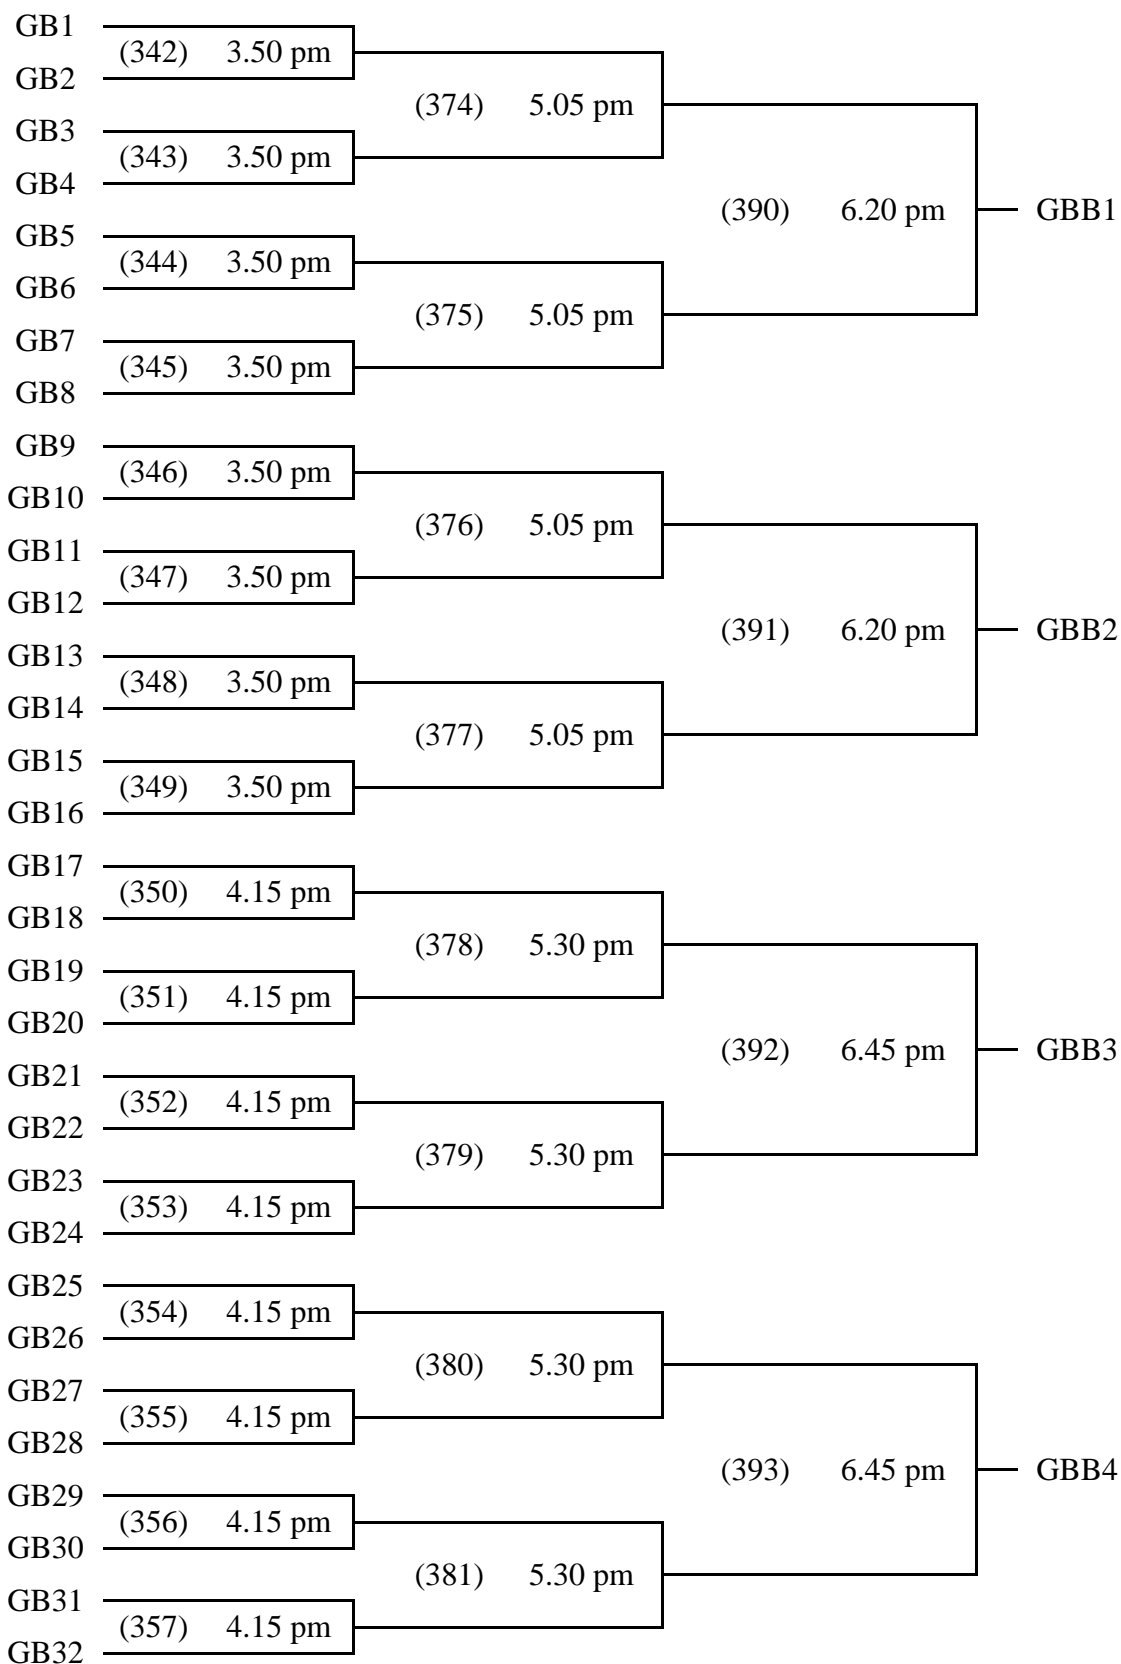 GB1
(342) 3.50 pm
GB2
(374) 5.05 pm
GB3
(343) 3.50 pm
GB4
(390) 6.20 pm GBB1
GB5
(344) 3.50 pm
GB6
(375) 5.05 pm
GB7
(345) 3.50 pm
GB8
GB9
(346) 3.50 pm
GB10
(376) 5.05 pm
GB11
(347) 3.50 pm
GB12
(391) 6.20 pm GBB2
GB13
(348) 3.50 pm
GB14
(377) 5.05 pm
GB15
(349) 3.50 pm
GB16
GB17
(350) 4.15 pm
GB18
(378) 5.30 pm
GB19
(351) 4.15 pm
GB20
(392) 6.45 pm GBB3
GB21
(352) 4.15 pm
GB22
(379) 5.30 pm
GB23
(353) 4.15 pm
GB24
GB25
(354) 4.15 pm
GB26
(380) 5.30 pm
GB27
(355) 4.15 pm
GB28
(393) 6.45 pm GBB4
GB29
(356) 4.15 pm
GB30
(381) 5.30 pm
GB31
(357) 4.15 pm
GB32